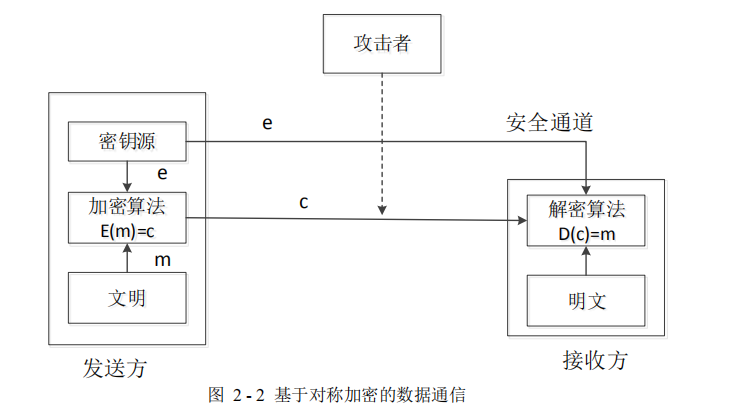 攻击者
密钥源
e
安全通道
e
加密算法
E(m)=c
c
解密算法
D(c)=m
m
文明
明文
发送方
接收方
图 2-2 基于对称加密的数据通信